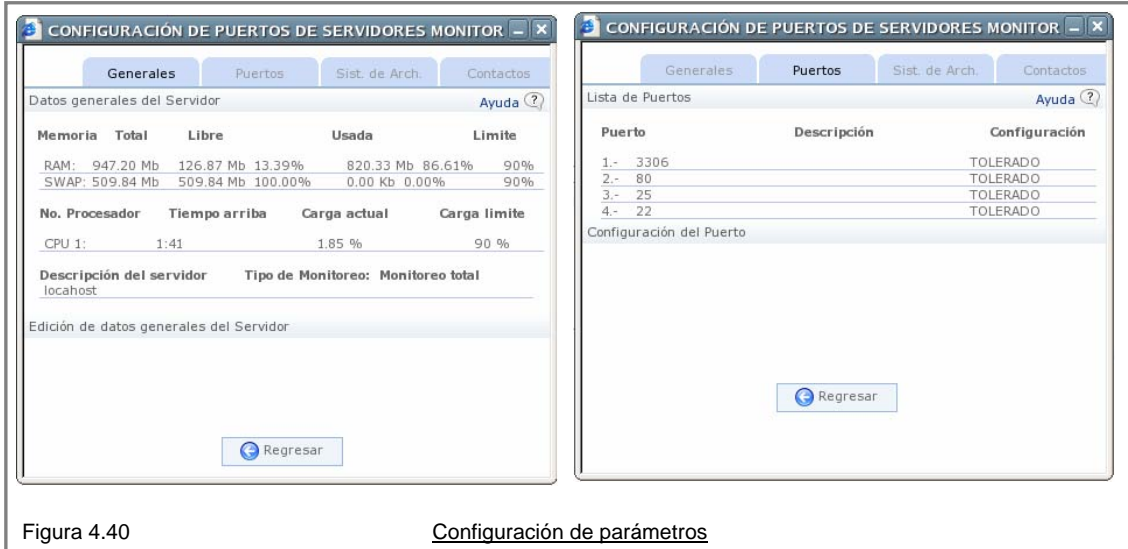 CONFIGURACIÓN DE PUERTOS DE SERVIDORES MONITOR
Generales Puertos Sist. de Arch. Contactos
Datos generales del Servidor Ayuda ?
Memoria Total Libre Usada Limite
RAM: 947.20 Mb 126.87 Mb 13.39% 820.33 Mb 86.61% 90%
SWAP: 509.84 Mb 509.84 Mb 100.00% 0.00 Kb 0.00% 90%
No. Procesador Tiempo arriba Carga actual Carga limite
CPU 1: 1:41 1.85 % 90 %
Descripción del servidor Tipo de Monitoreo: Monitoreo total
locahost
Edición de datos generales del Servidor
Regresar
CONFIGURACIÓN DE PUERTOS DE SERVIDORES MONITOR
Generales Puertos Sist. de Arch. Contactos
Lista de Puertos Ayuda ?
Puerto Descripción Configuración
1.- 3306 TOLERADO
2.- 80 TOLERADO
3.- 25 TOLERADO
4.- 22 TOLERADO
Configuración del Puerto
Regresar
Figura 4.40 Configuración de parámetros